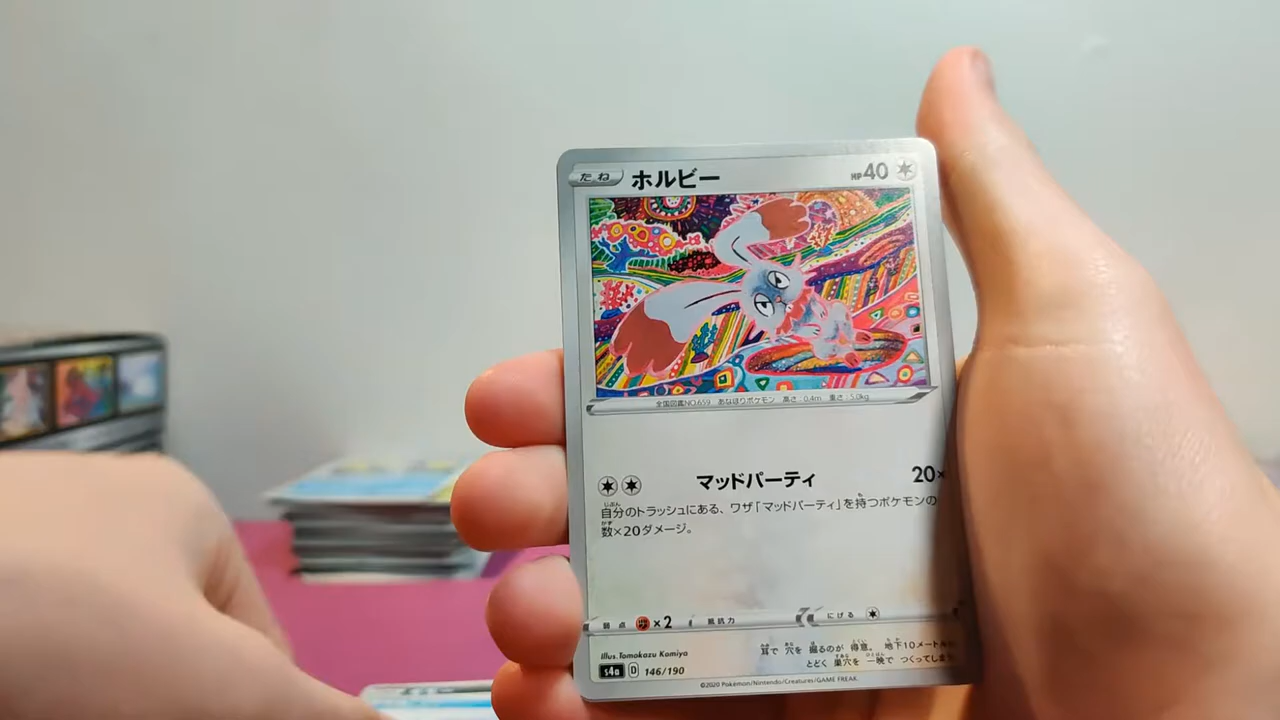 たね ホルビー HP40
全国図鑑NO.659 あなほりポケモン 高さ:0.4m 重さ:5.0kg
マッドパーティ 20×
自分のトラッシュにある、ワザ「マッドパーティ」を持つポケモンの
数×20ダメージ。
弱点 ×2 抵抗力 にげる
耳で 穴を 掘るのが 得意。 地下10メートル
とどく 巣穴を 一晩で つくってしま
Illus. Tomokazu Komiya
s4a D 146/190
©2020 Pokémon/Nintendo/Creatures/GAME FREAK.